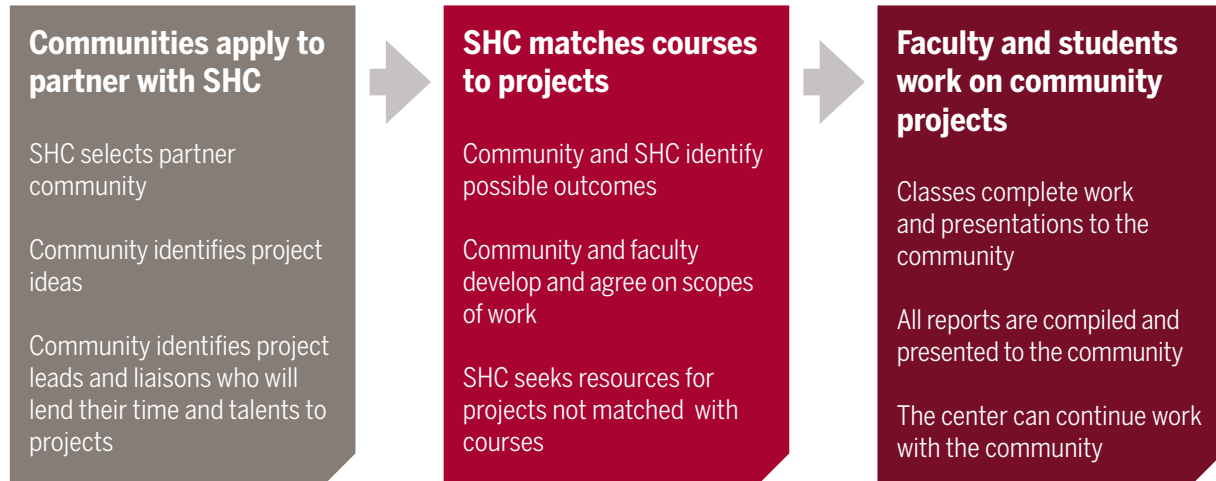 Communities apply to
partner with SHC
SHC selects partner
community
Community identifies project
ideas
Community identifies project
leads and liaisons who will
lend their time and talents to
projects
SHC matches courses
to projects
Community and SHC identify
possible outcomes
Community and faculty
develop and agree on scopes
of work
SHC seeks resources for
projects not matched with
courses
Faculty and students
work on community
projects
Classes complete work
and presentations to the
community
All reports are compiled and
presented to the community
The center can continue work
with the community